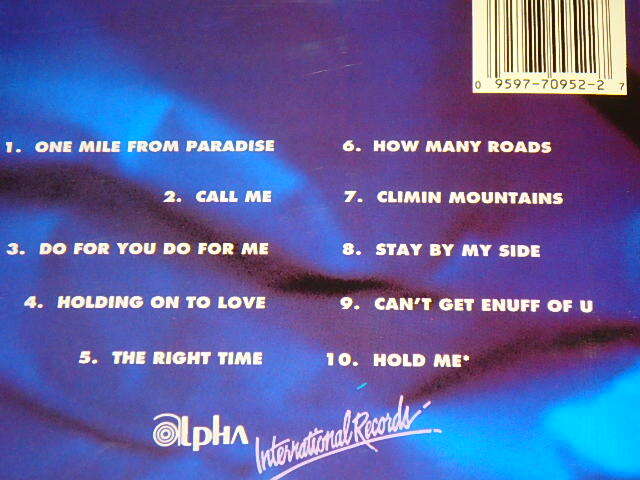 0 9597-70952-2 7
1. ONE MILE FROM PARADISE
2. CALL ME
3. DO FOR YOU DO FOR ME
4. HOLDING ON TO LOVE
5. THE RIGHT TIME
6. HOW MANY ROADS
7. CLIMIN MOUNTAINS
8. STAY BY MY SIDE
9. CAN'T GET ENUFF OF U
10. HOLD ME*
alpha
International Records